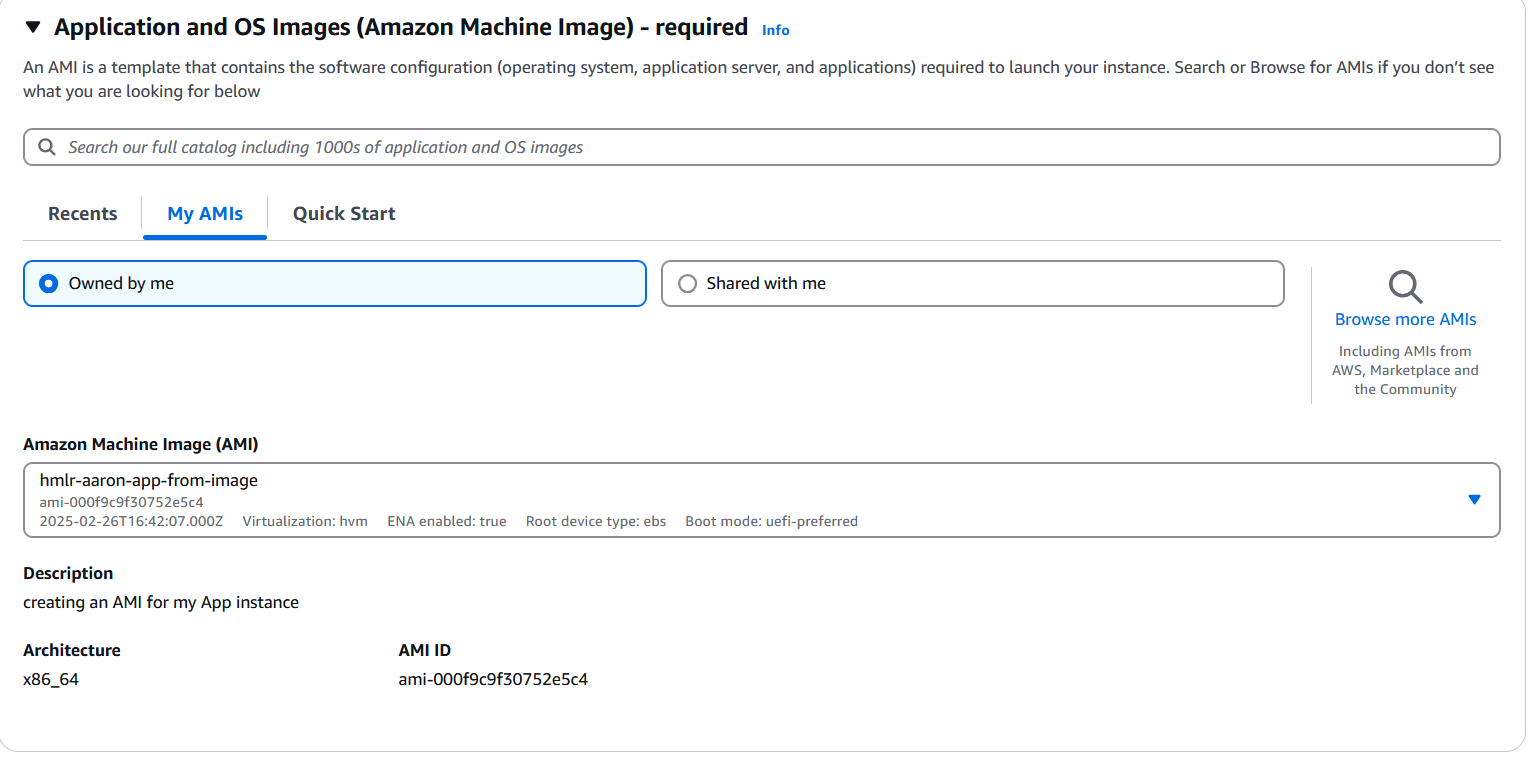 Application and OS Images (Amazon Machine Image) - required Info
An AMI is a template that contains the software configuration (operating system, application server, and applications) required to launch your instance. Search or Browse for AMIs if you don’t see
what you are looking for below
Search our full catalog including 1000s of application and OS images
Recents My AMIs Quick Start
Owned by me Shared with me
Browse more AMIs
Including AMIs from
AWS, Marketplace and
the Community
Amazon Machine Image (AMI)
hmlr-aaron-app-from-image
ami-000f9c9f30752e5c4
2025-02-26T16:42:07.000Z Virtualization: hvm ENA enabled: true Root device type: ebs Boot mode: uefi-preferred
Description
creating an AMI for my App instance
Architecture AMI ID
x86_64 ami-000f9c9f30752e5c4